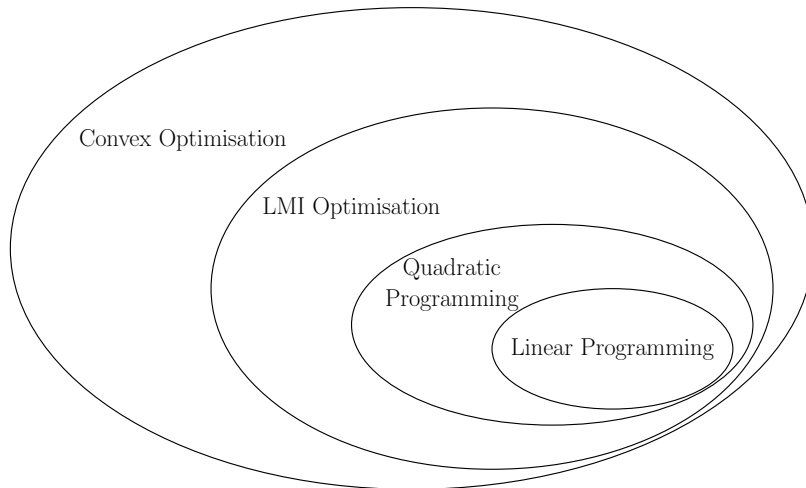 Convex Optimisation
LMI Optimisation
Quadratic
Programming
Linear Programming